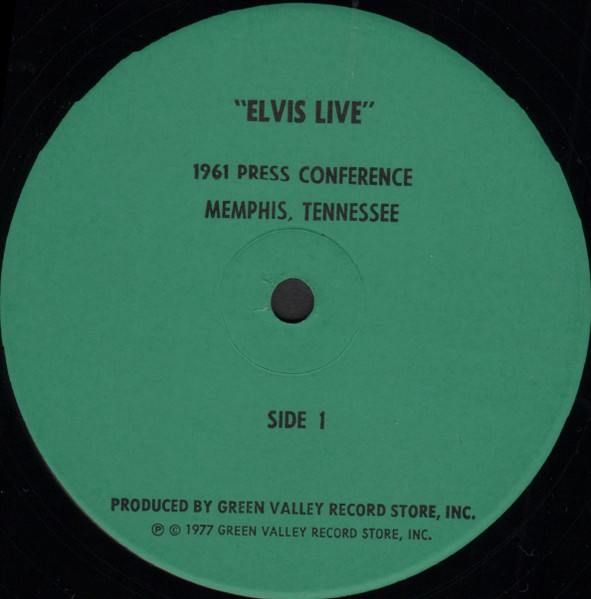 "ELVIS LIVE"
1961 PRESS CONFERENCE
MEMPHIS, TENNESSEE
SIDE 1
PRODUCED BY GREEN VALLEY RECORD STORE, INC.
℗ © 1977 GREEN VALLEY RECORD STORE, INC.